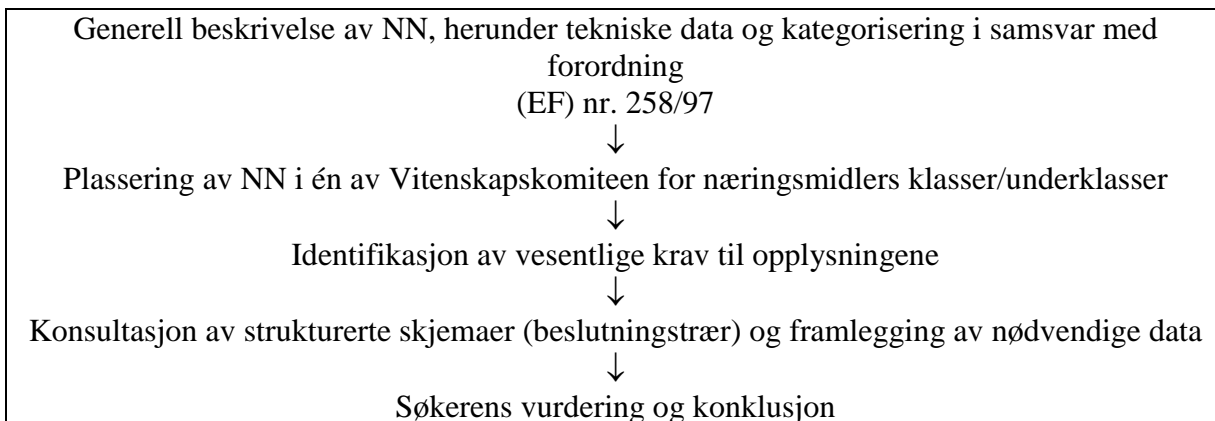 Generell beskrivelse av NN, herunder tekniske data og kategorisering i samsvar med
forordning
(EF) nr. 258/97
↓
Plassering av NN i én av Vitenskapskomiteen for næringsmidlers klasser/underklasser
↓
Identifikasjon av vesentlige krav til opplysningene
↓
Konsultasjon av strukturerte skjemaer (beslutningstrær) og framlegging av nødvendige data
↓
Søkerens vurdering og konklusjon